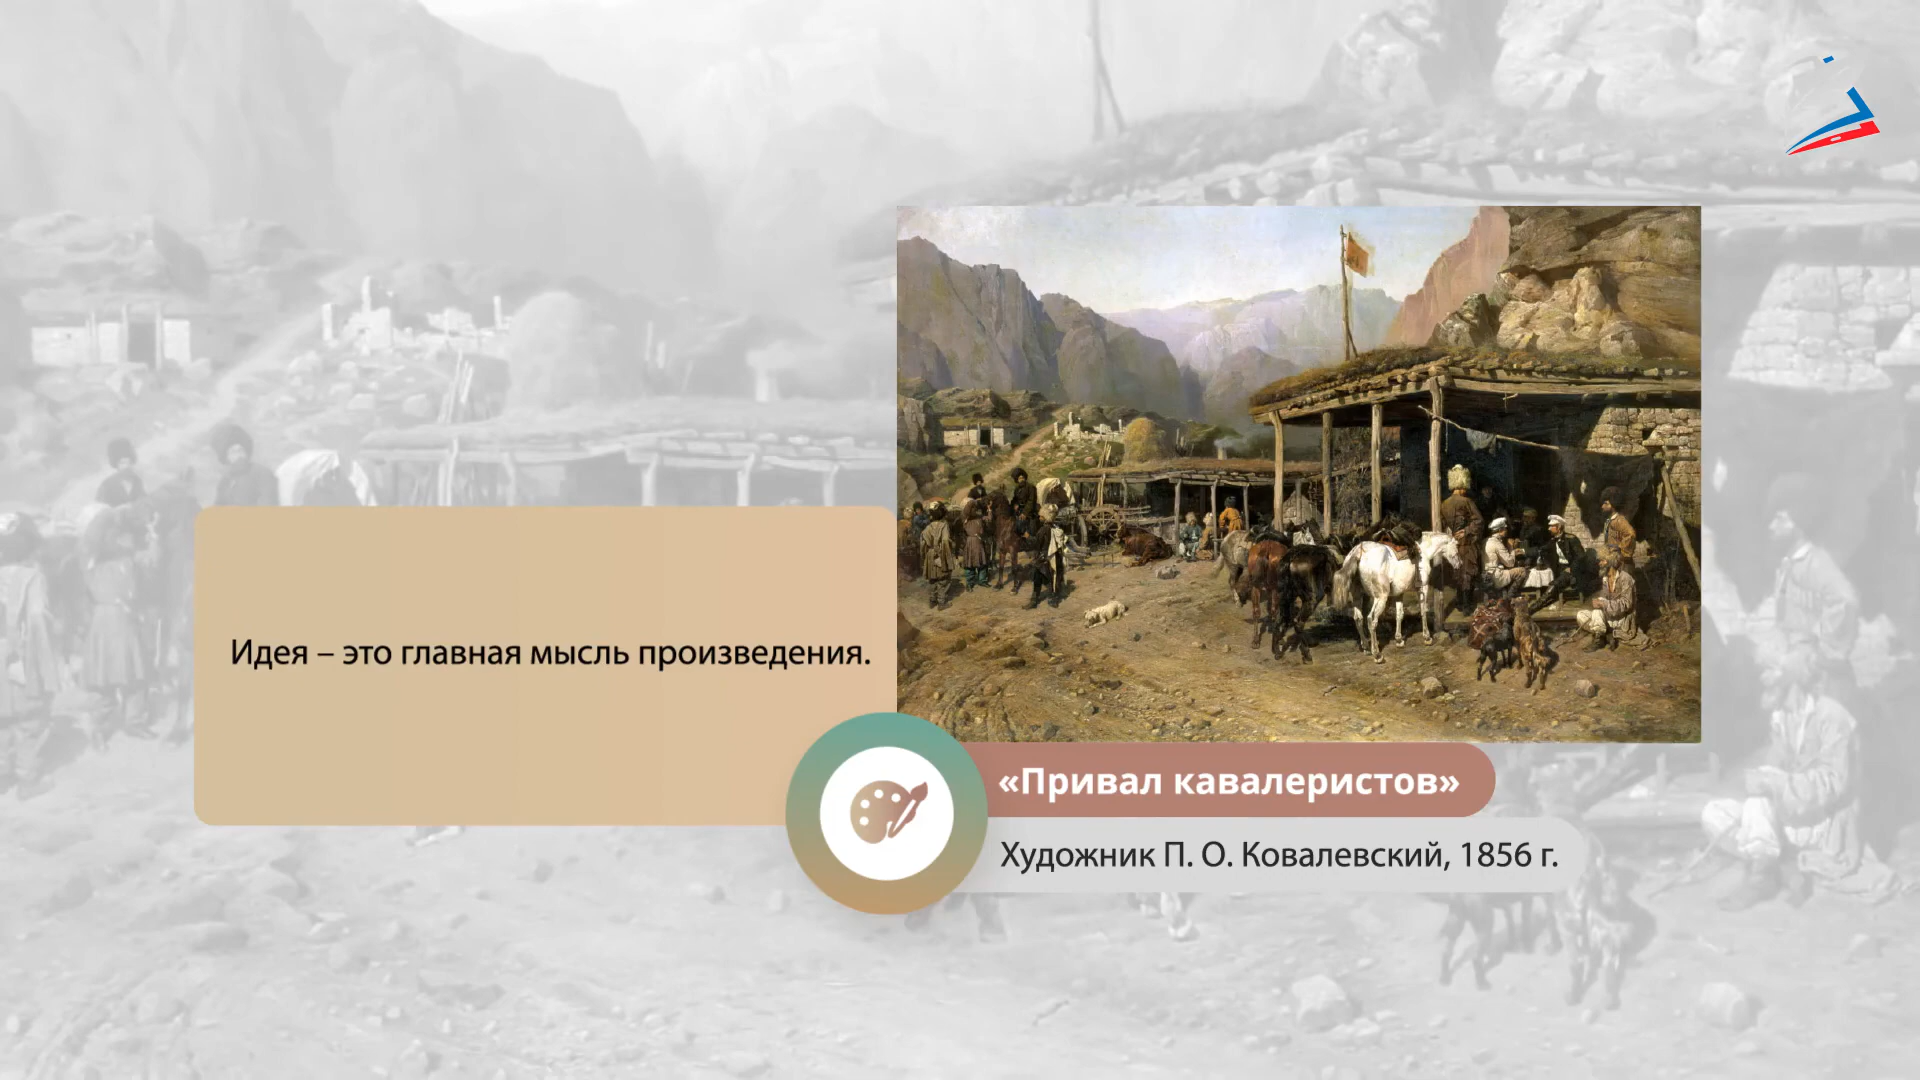 Идея – это главная мысль произведения.
«Привал кавалеристов»
Художник П. О. Ковалевский, 1856 г.